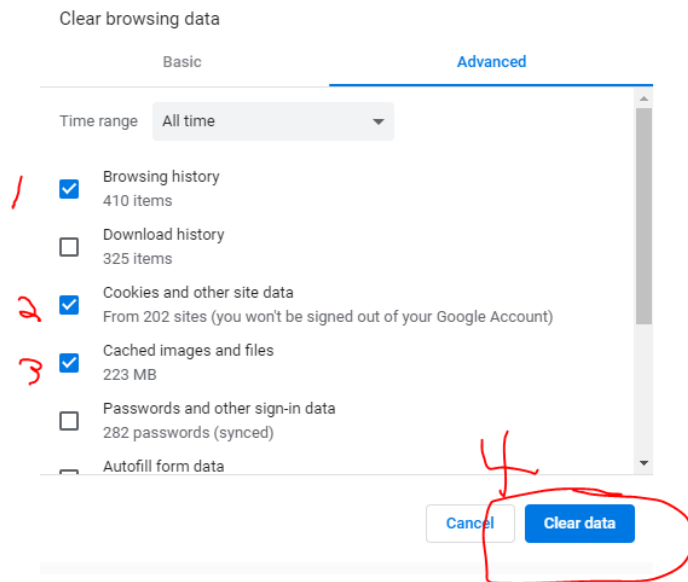 Clear browsing data
Basic Advanced
Time range All time
1 Browsing history
410 items
Download history
325 items
2 Cookies and other site data
From 202 sites (you won't be signed out of your Google Account)
3 Cached images and files
223 MB
Passwords and other sign-in data
282 passwords (synced)
Autofill form data
4
Cancel Clear data